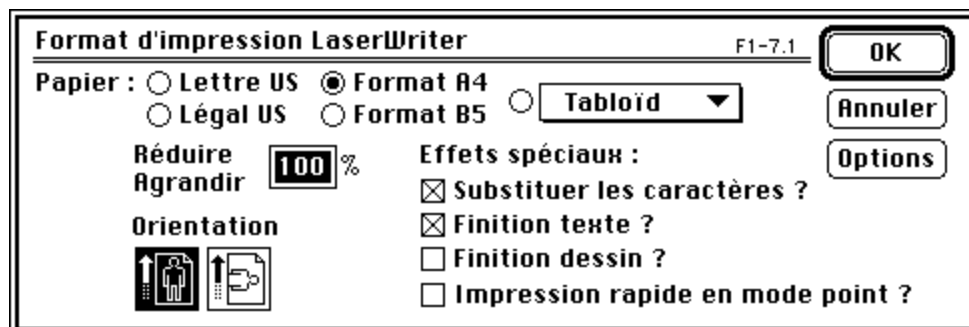 Format d'impression LaserWriter F1-7.1
OK
Papier : Lettre US Format A4
Légal US Format B5
Tabloïd
Annuler
Réduire
Agrandir
100 %
Effets spéciaux :
Options
Substituer les caractères ?
Orientation
Finition texte ?
Finition dessin ?
Impression rapide en mode point ?